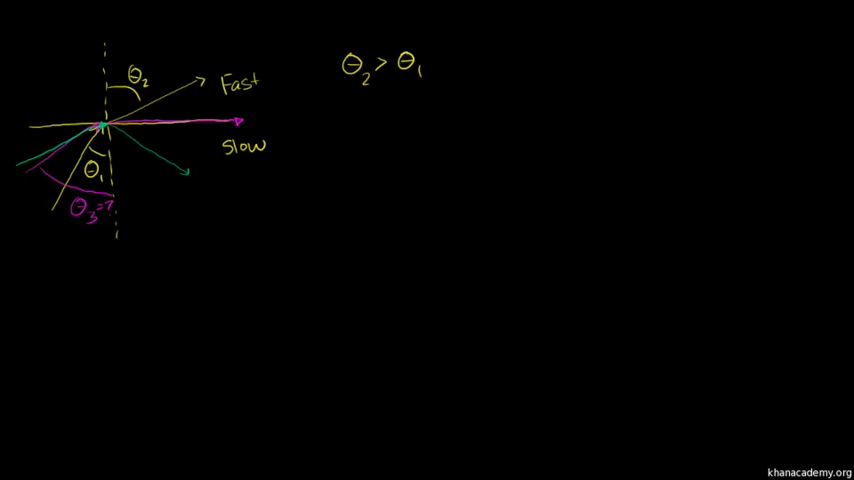 θ₂ Fast
θ₂ > θ₁
slow
θ₁
θ₃=?
khanacademy.org